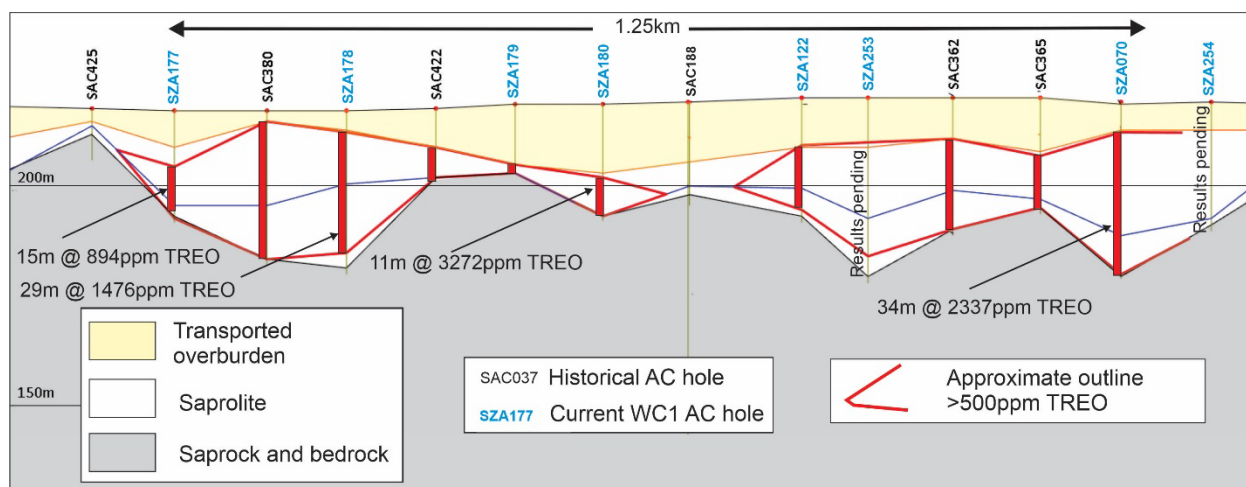 1.25km
SAC425
SZA177
SAC380
SZA178
SAC422
SZA179
SZA180
SAC188
SZA122
SZA253
SAC362
SAC365
SZA070
SZA254
200m
Results pending
Results pending
15m @ 894ppm TREO
29m @ 1476ppm TREO
11m @ 3272ppm TREO
34m @ 2337ppm TREO
150m
Transported
overburden
Saprolite
Saprock and bedrock
SAC037 Historical AC hole
SZA177 Current WC1 AC hole
Approximate outline
>500ppm TREO